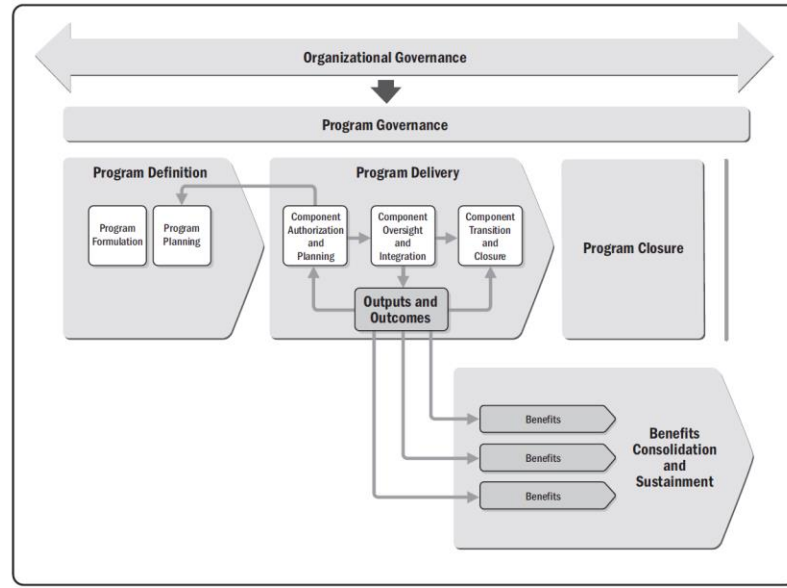 Organizational Governance
Program Governance
Program Definition
Program
Formulation
Program
Planning
Program Delivery
Component
Authorization
and
Planning
Component
Oversight
and
Integration
Component
Transition
and
Closure
Outputs and
Outcomes
Program Closure
Benefits
Benefits
Benefits
Benefits
Consolidation
and
Sustainment